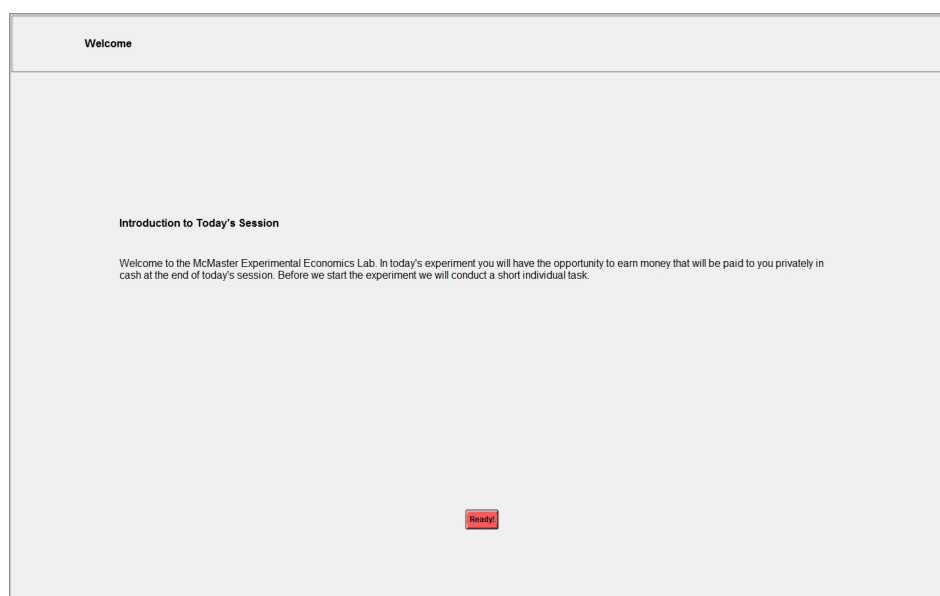 Welcome
Introduction to Today's Session
Welcome to the McMaster Experimental Economics Lab. In today's experiment you will have the opportunity to earn money that will be paid to you privately in
cash at the end of today's session. Before we start the experiment we will conduct a short individual task.
Ready!